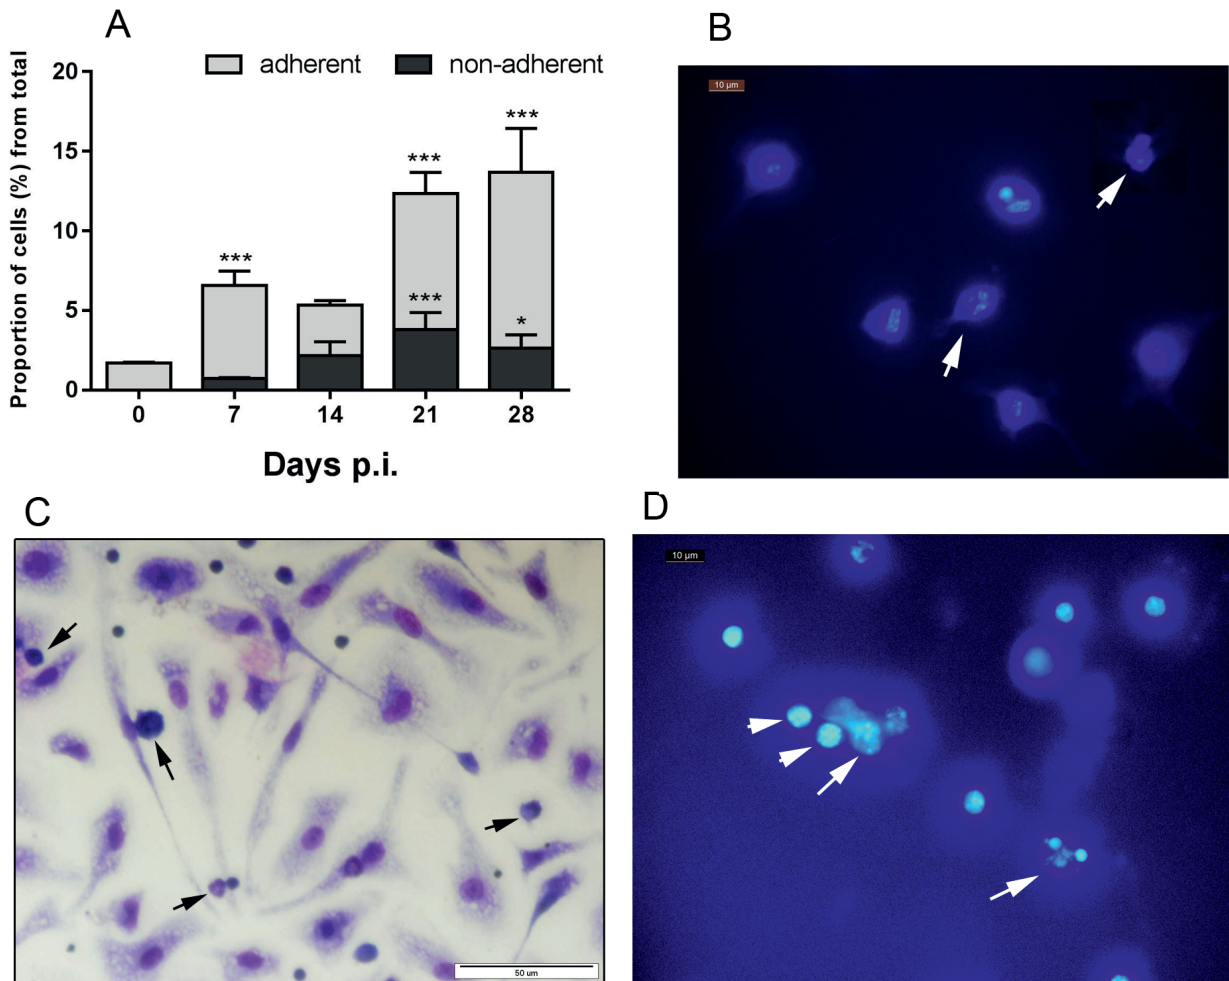 A
adherent non-adherent
Proportion of cells (%) from total
20
***
15
***
***
10
***
5
*
0
0 7 14 21 28
Days p.i.
B
10 µm
C
50 um
D
10 µm